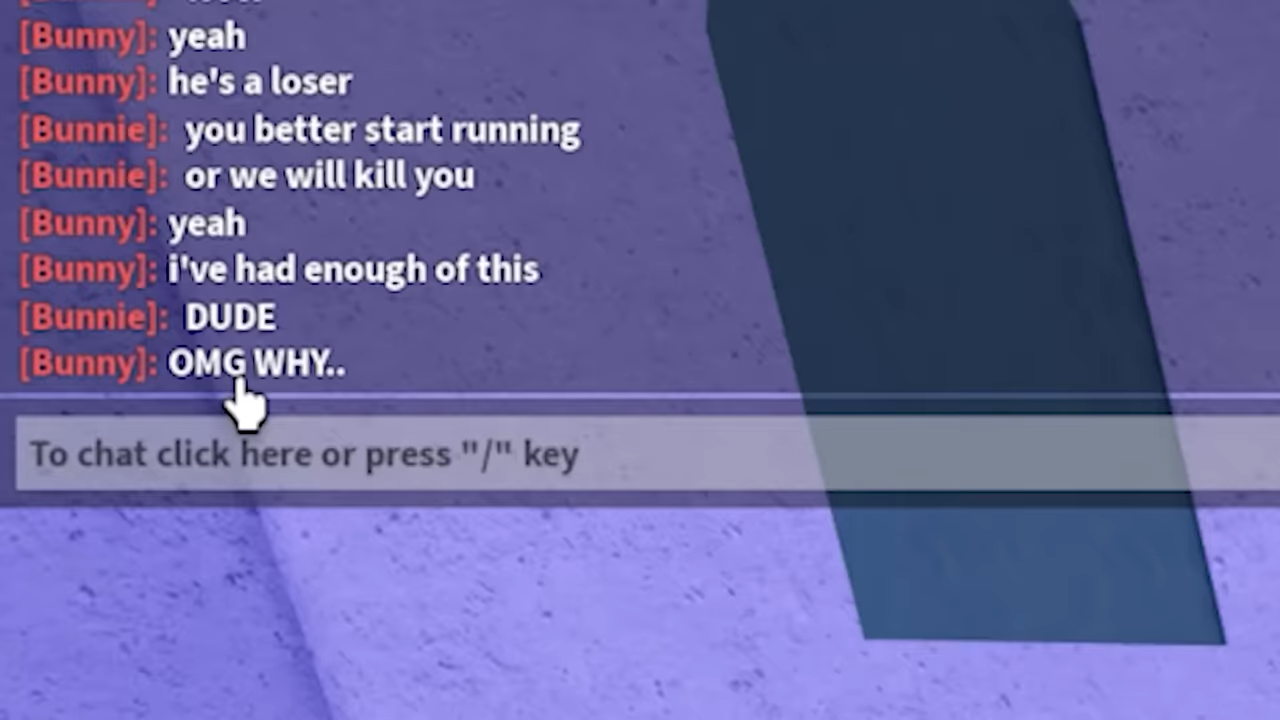 [Bunny]: yeah
[Bunny]: he's a loser
[Bunnie]: you better start running
[Bunnie]: or we will kill you
[Bunny]: yeah
[Bunny]: i've had enough of this
[Bunnie]: DUDE
[Bunny]: OMG WHY..
To chat click here or press "/" key